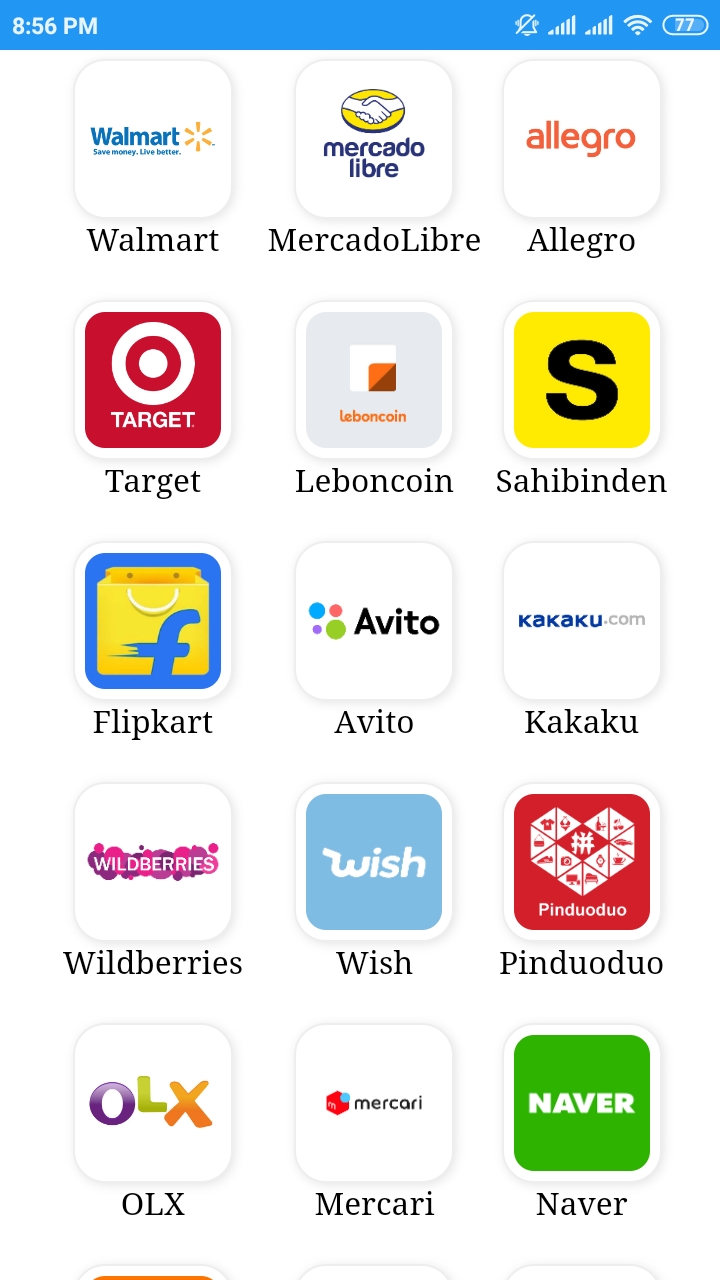 8:56 PM 77
Walmart
Save money. Live better.
mercado
libre
allegro
Walmart MercadoLibre Allegro
TARGET
leboncoin
S
Target Leboncoin Sahibinden
f
Avito
KaKaKU.com
Flipkart Avito Kakaku
WILDBERRIES
wish
拼
Pinduoduo
Wildberries Wish Pinduoduo
OLX
m mercari
NAVER
OLX Mercari Naver